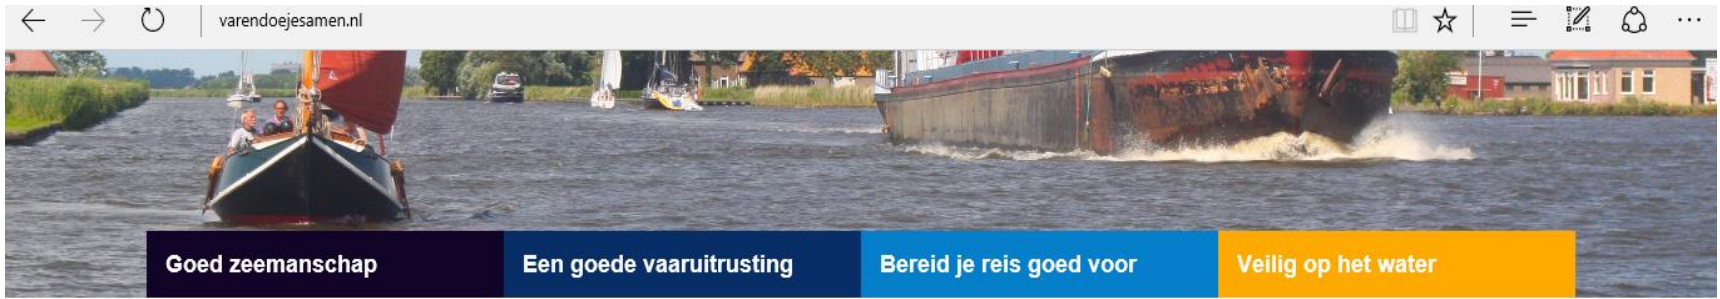 varendoejesamen.nl
Goed zeemanschap
Een goede vaaruitrusting
Bereid je reis goed voor
Veilig op het water